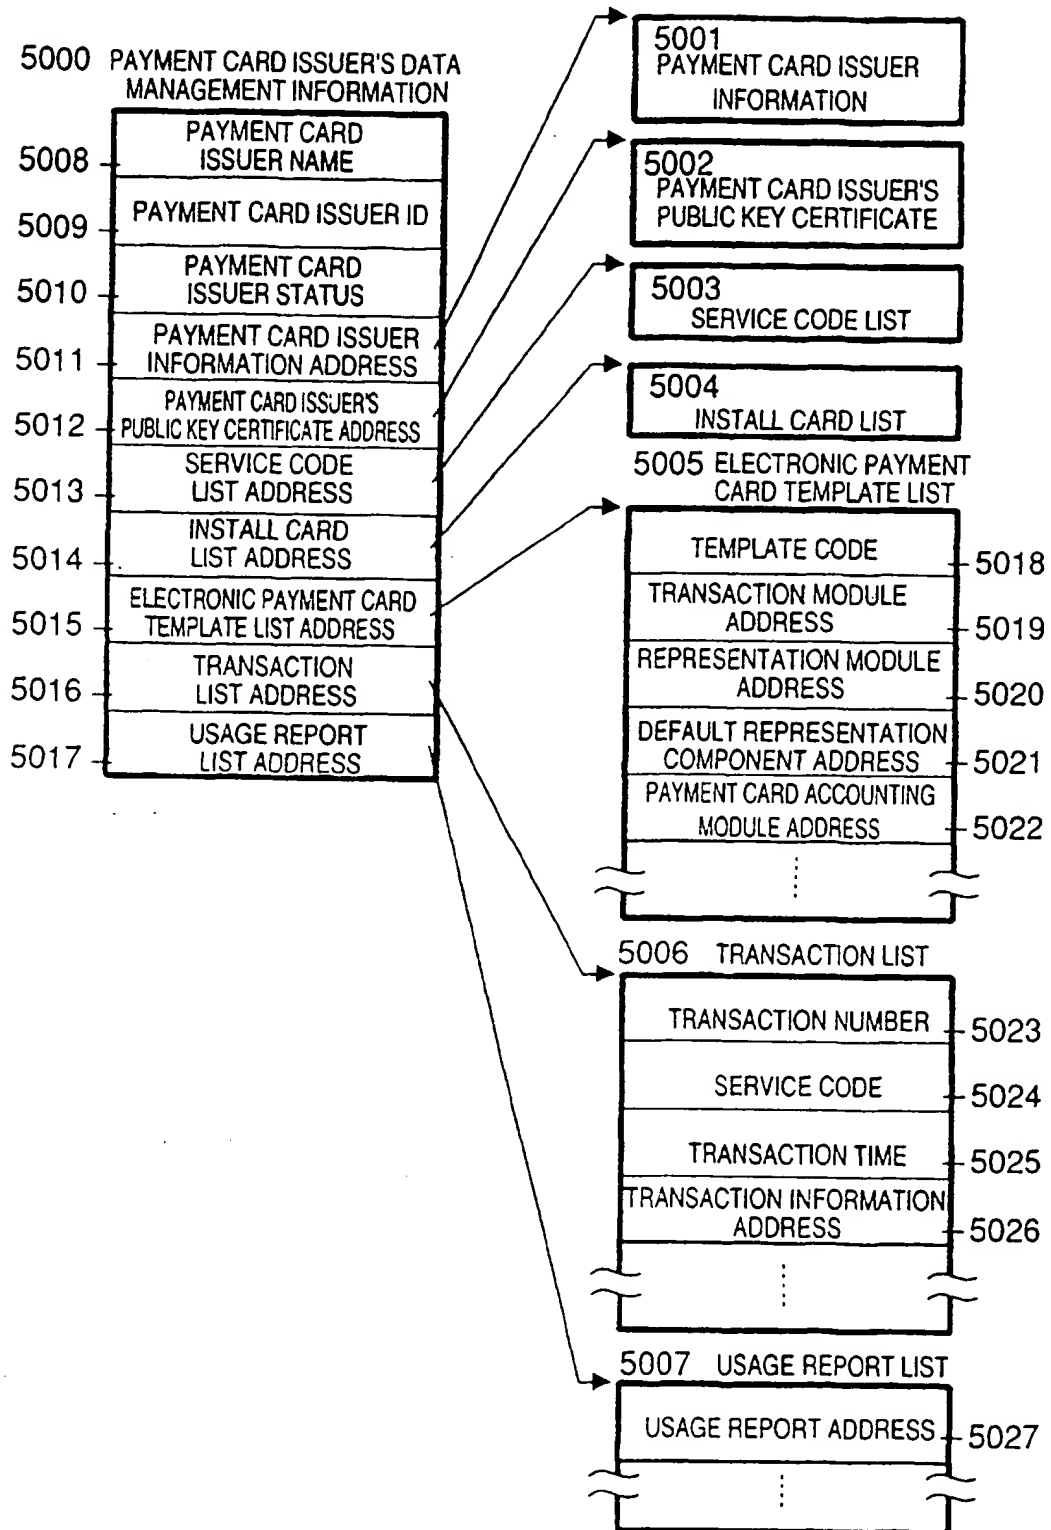 5000 PAYMENT CARD ISSUER'S DATA
MANAGEMENT INFORMATION
PAYMENT CARD
ISSUER NAME
5008
PAYMENT CARD ISSUER ID
5009
PAYMENT CARD
ISSUER STATUS
5010
PAYMENT CARD ISSUER
INFORMATION ADDRESS
5011
PAYMENT CARD ISSUER'S
PUBLIC KEY CERTIFICATE ADDRESS
5012
SERVICE CODE
LIST ADDRESS
5013
INSTALL CARD
LIST ADDRESS
5014
ELECTRONIC PAYMENT CARD
TEMPLATE LIST ADDRESS
5015
TRANSACTION
LIST ADDRESS
5016
USAGE REPORT
LIST ADDRESS
5017
5001
PAYMENT CARD ISSUER
INFORMATION
5002
PAYMENT CARD ISSUER'S
PUBLIC KEY CERTIFICATE
5003
SERVICE CODE LIST
5004
INSTALL CARD LIST
5005 ELECTRONIC PAYMENT
CARD TEMPLATE LIST
TEMPLATE CODE
5018
TRANSACTION MODULE
ADDRESS
5019
REPRESENTATION MODULE
ADDRESS
5020
DEFAULT REPRESENTATION
COMPONENT ADDRESS
5021
PAYMENT CARD ACCOUNTING
MODULE ADDRESS
5022
5006 TRANSACTION LIST
TRANSACTION NUMBER
5023
SERVICE CODE
5024
TRANSACTION TIME
5025
TRANSACTION INFORMATION
ADDRESS
5026
5007 USAGE REPORT LIST
USAGE REPORT ADDRESS
5027